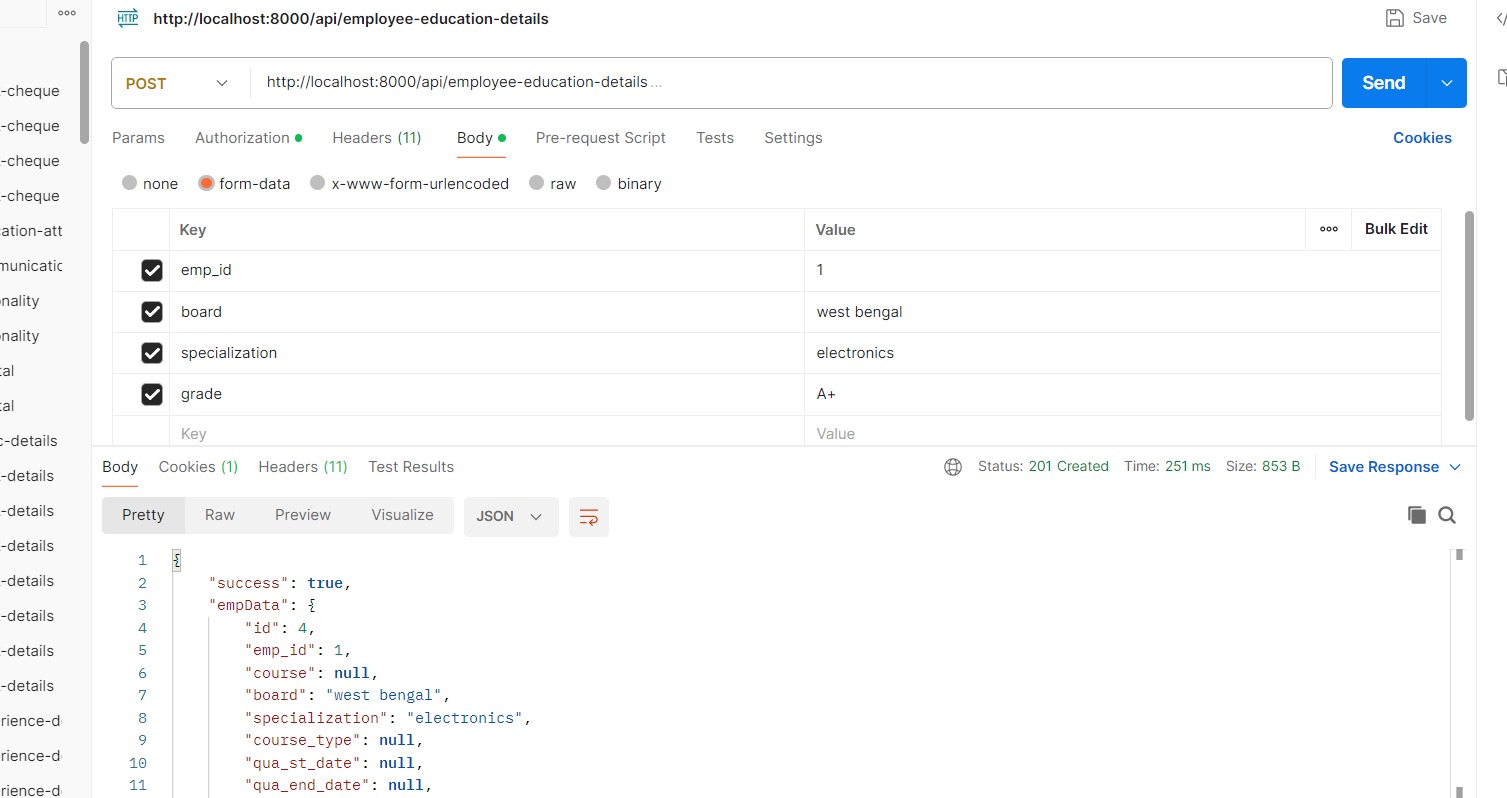 HTTP http://localhost:8000/api/employee-education-details Save
POST http://localhost:8000/api/employee-education-details ... Send
Params Authorization Headers (11) Body Pre-request Script Tests Settings Cookies
none form-data x-www-form-urlencoded raw binary
Key Value Bulk Edit
emp_id 1
board west bengal
specialization electronics
grade A+
Key Value
-cheque
-cheque
-cheque
-cheque
cation-att
municatic
onality
onality
tal
tal
c-details
-details
-details
-details
-details
-details
-details
-details
rience-d
rience-d
rience-d
Body Cookies (1) Headers (11) Test Results Status: 201 Created Time: 251 ms Size: 853 B Save Response
Pretty Raw Preview Visualize JSON
1 {
2 "success": true,
3 "empData": {
4 "id": 4,
5 "emp_id": 1,
6 "course": null,
7 "board": "west bengal",
8 "specialization": "electronics",
9 "course_type": null,
10 "qua_st_date": null,
11 "qua_end_date": null,